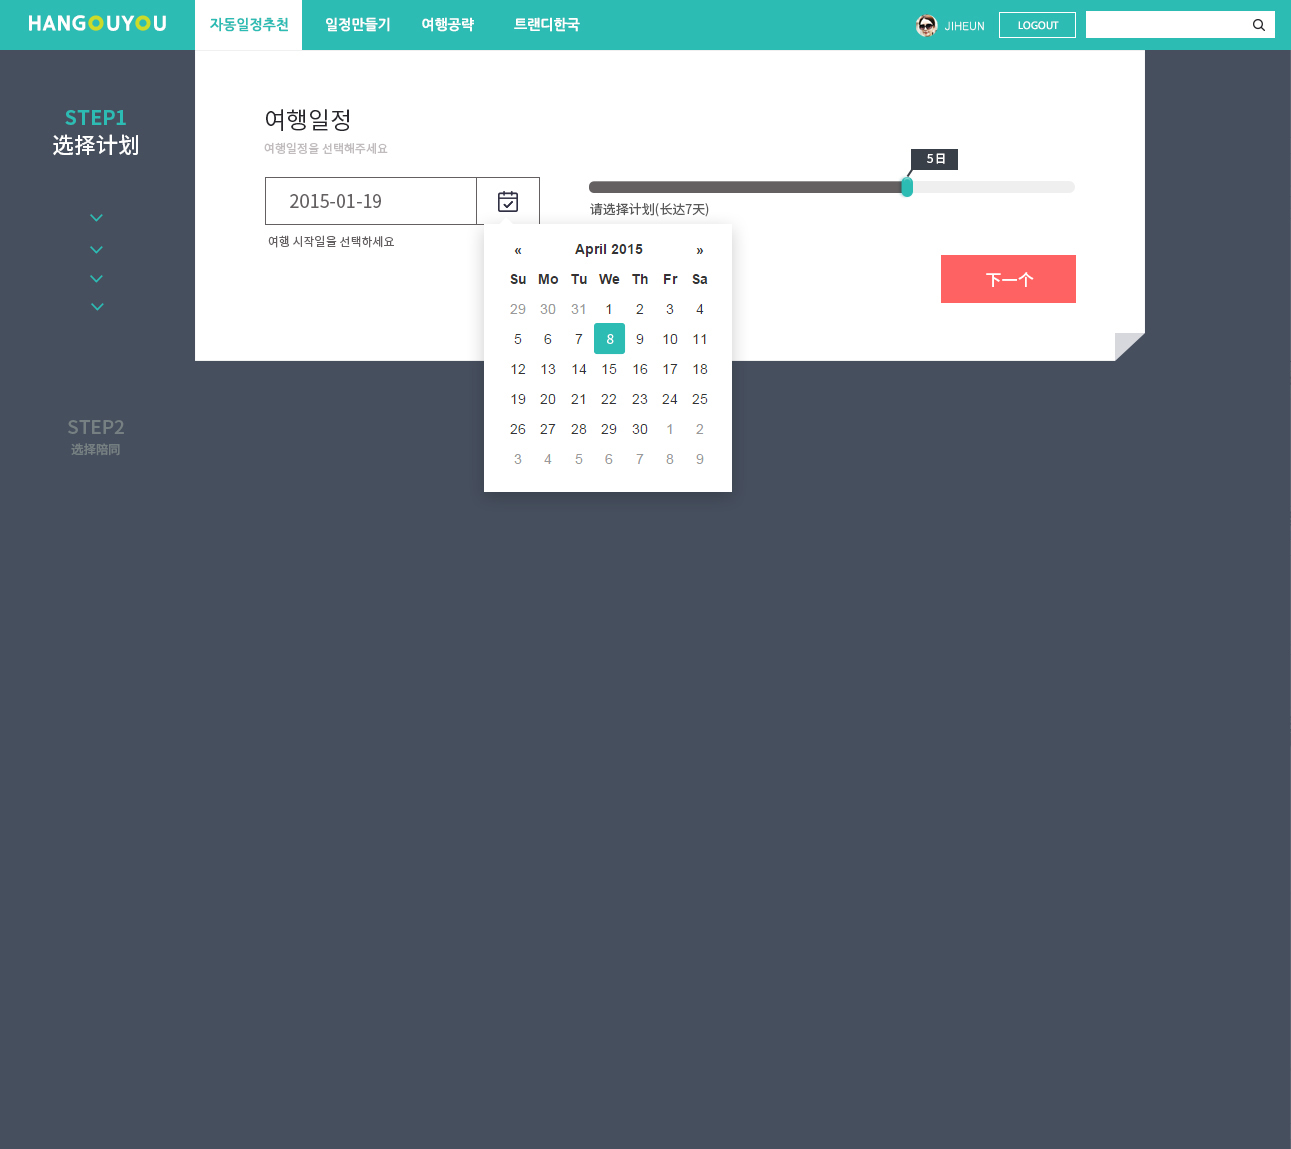 HANGOUYOU
자동일정추천
일정만들기
여행공략
트랜디한국
JIHEUN
LOGOUT
STEP1
选择计划
여행일정
여행일정을 선택해주세요
2015-01-19
여행 시작일을 선택하세요
5日
请选择计划(长达7天)
下一个
« April 2015 »
Su Mo Tu We Th Fr Sa
29 30 31 1 2 3 4
5 6 7 8 9 10 11
12 13 14 15 16 17 18
19 20 21 22 23 24 25
26 27 28 29 30 1 2
3 4 5 6 7 8 9
STEP2
选择陪同